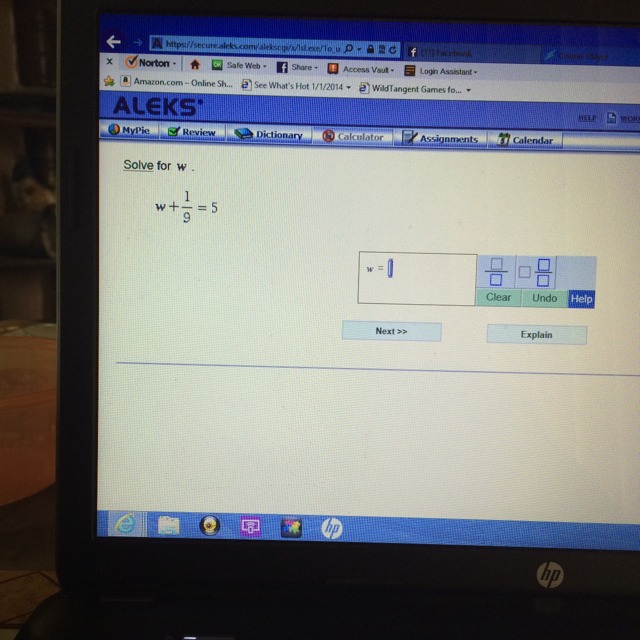 https://secure.aleks.com/alekscgi/x/Isl.exe/1o_u
(11) Facebook
x Norton Safe Web Share Access Vault Login Assistant
Amazon.com – Online Sh... See What's Hot 1/1/2014 WildTangent Games fo...
ALEKS
HELP
MyPie Review Dictionary Calculator Assignments Calendar
Solve for w .
w + 1/9 = 5
w =
Clear Undo Help
Next >> Explain
hp
hp